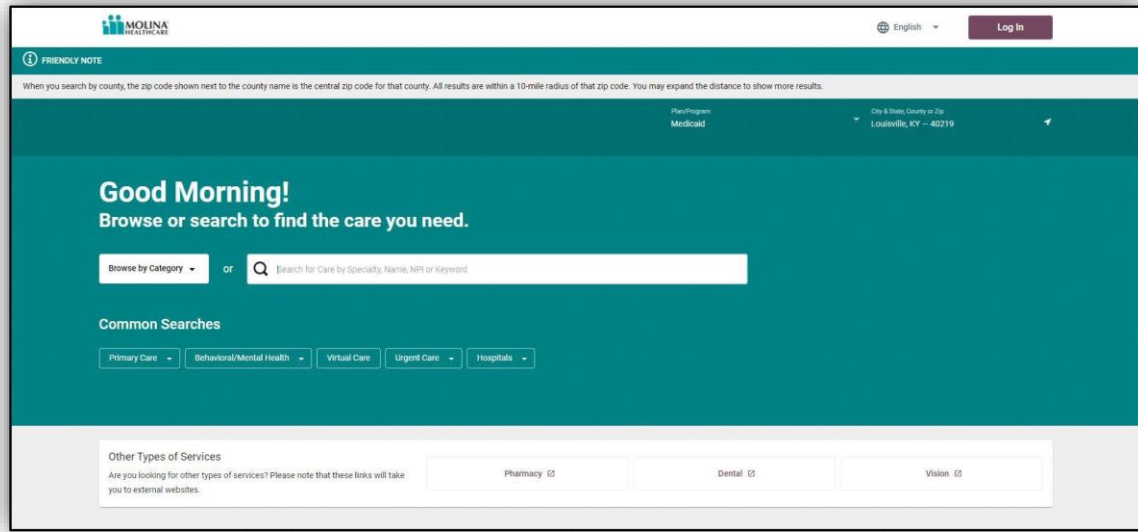 MOLINA
HEALTHCARE
English
Log In
FRIENDLY NOTE
When you search by county, the zip code shown next to the county name is the central zip code for that county. All results are within a 10-mile radius of that zip code. You may expand the distance to show more results.
Plan/Program
Medicaid
City & State, County or Zip
Louisville, KY -- 40219
Good Morning!
Browse or search to find the care you need.
Browse by Category
or
Search for Care by Specialty, Name, NPI or Keyword
Common Searches
Primary Care
Behavioral/Mental Health
Virtual Care
Urgent Care
Hospitals
Other Types of Services
Are you looking for other types of services? Please note that these links will take
you to external websites.
Pharmacy
Dental
Vision